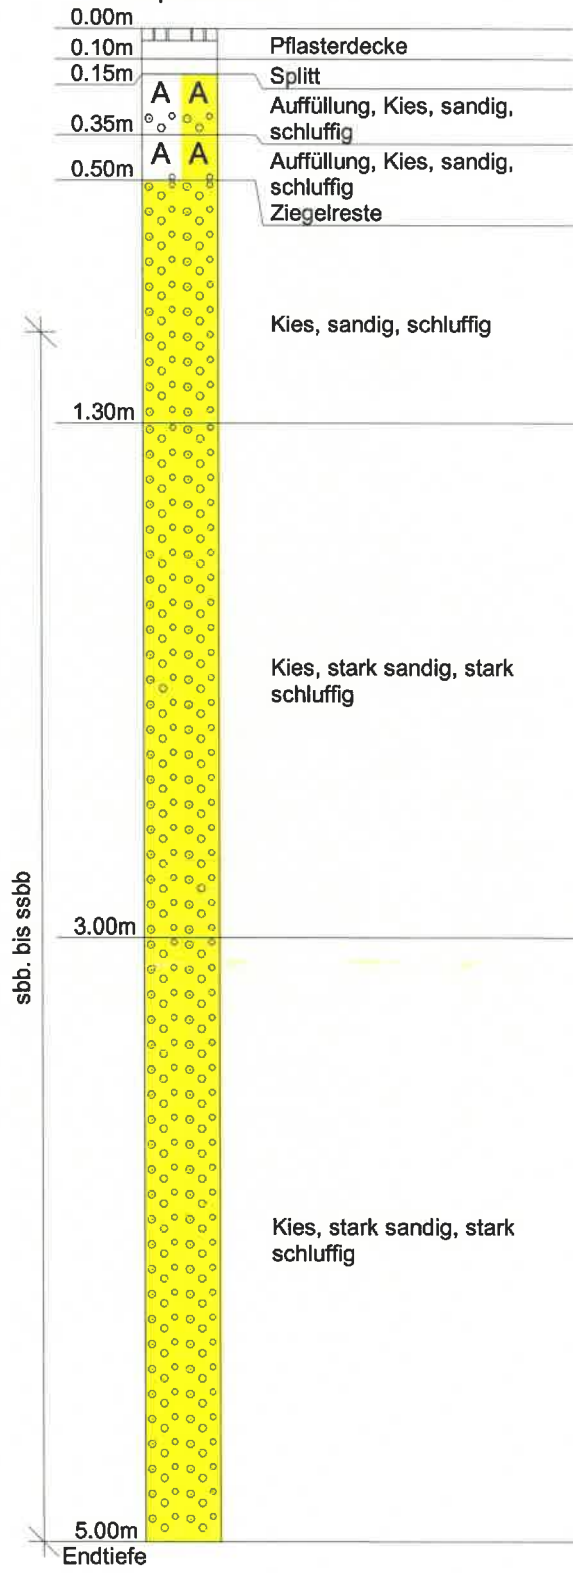 0.00m
0.10m
Pflasterdecke
0.15m
Splitt
A A
Auffüllung, Kies, sandig,
schluffig
0.35m
A A
Auffüllung, Kies, sandig,
schluffig
Ziegelreste
0.50m
Kies, sandig, schluffig
1.30m
Kies, stark sandig, stark
schluffig
sbb. bis ssbb
3.00m
Kies, stark sandig, stark
schluffig
5.00m
Endtiefe